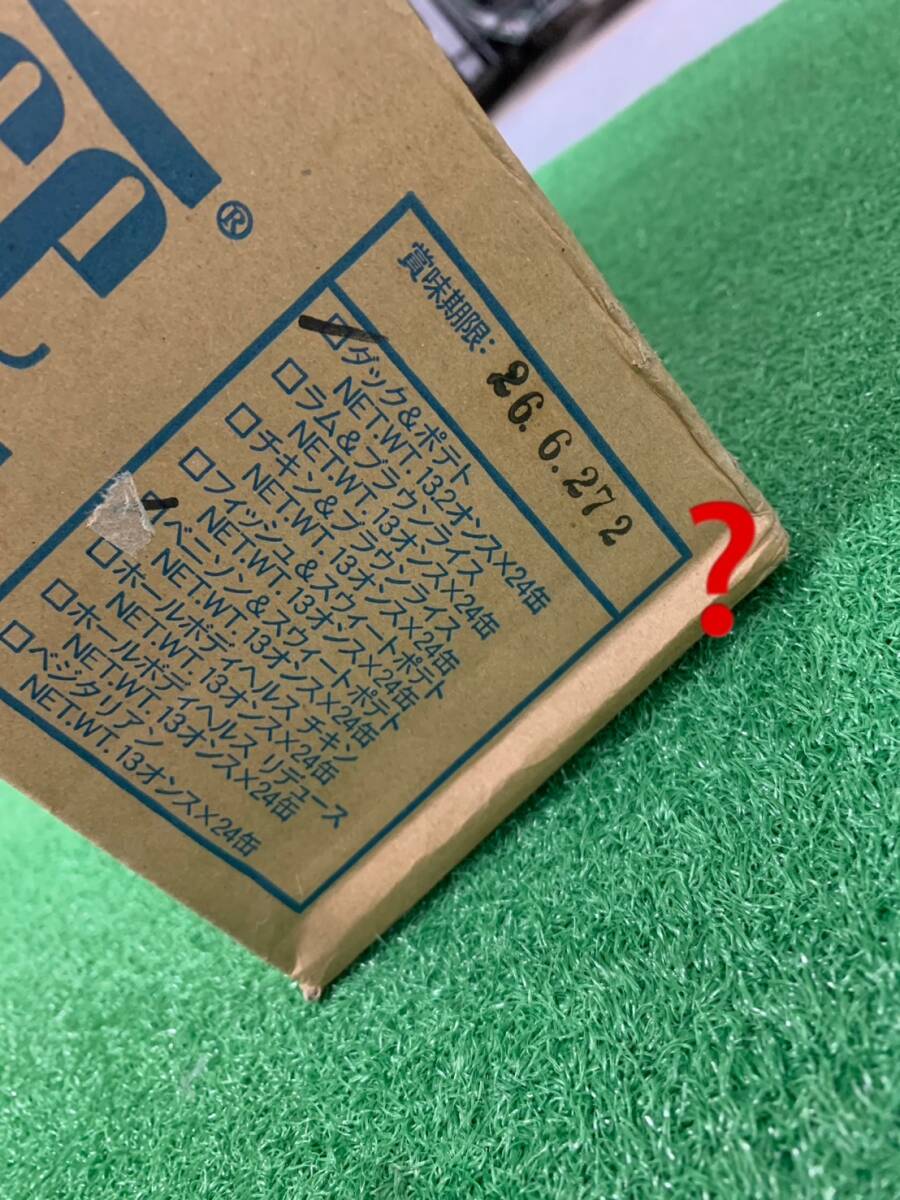 ®
賞味期限: 26.6.272
□ダック&ポテト
NET.WT. 13.2オンス×24缶
□ラム&ブラウンライス
NET.WT. 13オンス×24缶
□チキン&ブラウンライス
NET.WT. 13オンス×24缶
□フィッシュ&スウィートポテト
NET.WT. 13オンス×24缶
ベニソン&スウィートポテト
NET.WT. 13オンス×24缶
□ホールボディヘルス チキン
NET.WT. 13オンス×24缶
□ホールボディヘルス リデュース
NET.WT. 13オンス×24缶
□ベジタリアン
NET.WT. 13オンス×24缶
?